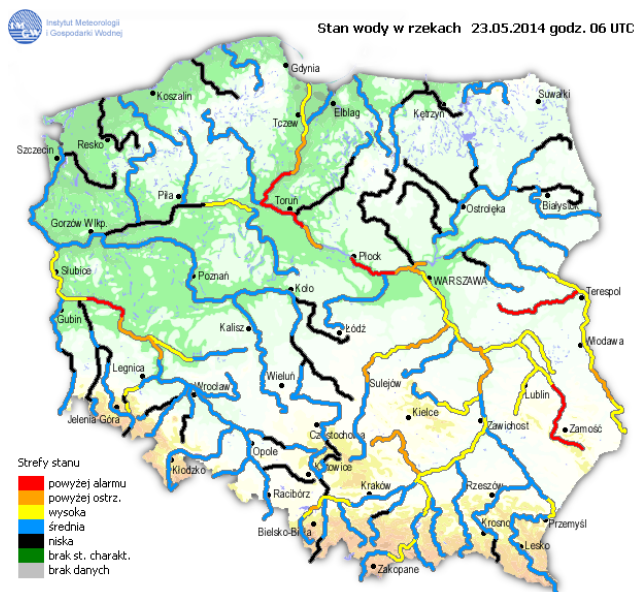 IMGW
Instytut Meteorologii
i Gospodarki Wodnej
Stan wody w rzekach 23.05.2014 godz. 06 UTC
Gdynia
Koszalin
Suwałki
Elbląg
Kętrzyn
Tczew
Resko
Szczecin
Piła
Toruń
Ostrołęka
Białystok
Gorzów Wlkp.
Płock
Słubice
Poznań
WARSZAWA
Terespol
Koło
Gubin
Kalisz
Łódź
Włodawa
Legnica
Wrocław
Wieluń
Sulejów
Lublin
Jelenia-Góra
Kielce
Zawichost
Zamość
Częstochowa
Opole
Kłodzko
Katowice
Racibórz
Kraków
Rzeszów
Bielsko-Biała
Krosno
Przemyśl
Lesko
Zakopane
Strefy stanu
powyżej alarmu
powyżej ostrz.
wysoka
średnia
niska
brak st. charakt.
brak danych